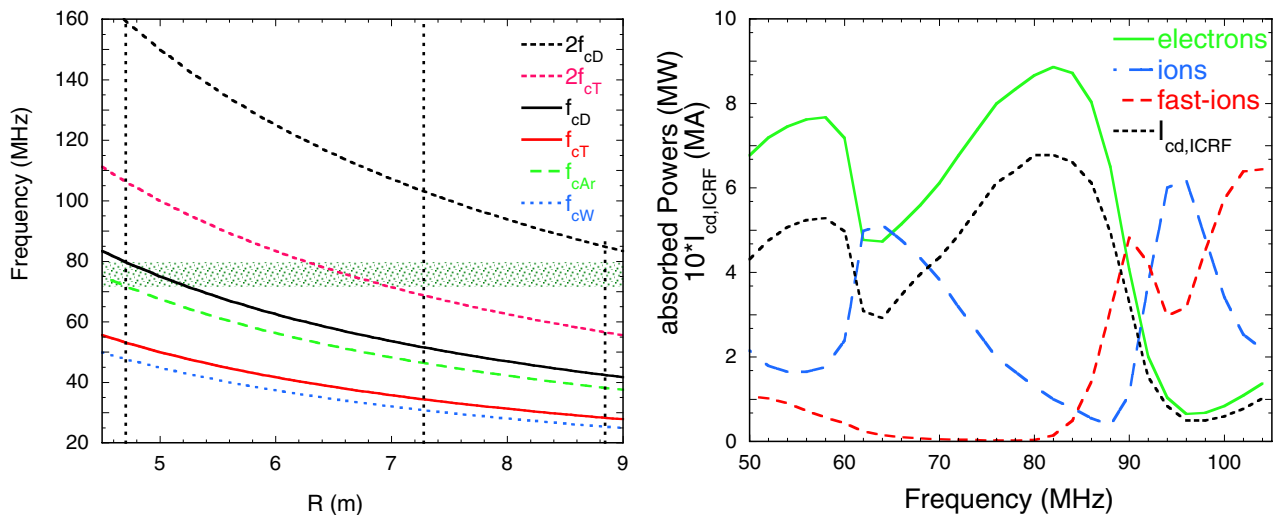 160
140
120
100
80
60
40
20
Frequency (MHz)
2f_cD
2f_cT
f_cD
f_cT
f_cAr
f_cW
5
6
7
8
9
R (m)
10
8
6
4
2
0
absorbed Powers (MW)
10*I_cd,ICRF (MA)
electrons
ions
fast-ions
I_cd,ICRF
50
60
70
80
90
100
Frequency (MHz)